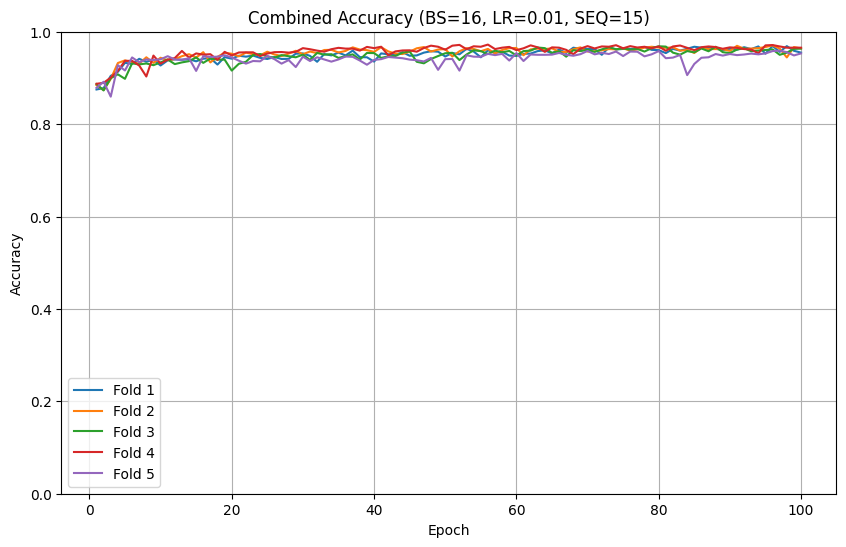 Combined Accuracy (BS=16, LR=0.01, SEQ=15)
1.0
0.8
0.6
0.4
0.2
0.0
Accuracy
Fold 1
Fold 2
Fold 3
Fold 4
Fold 5
0 20 40 60 80 100
Epoch